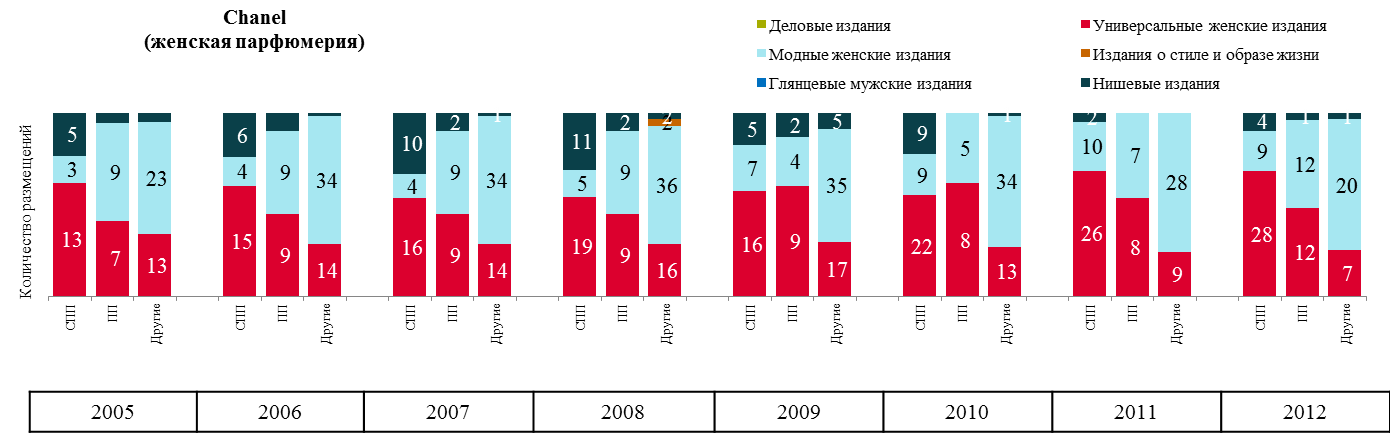 Chanel
(женская парфюмерия)
Деловые издания
Универсальные женские издания
Модные женские издания
Издания о стиле и образе жизни
Глянцевые мужские издания
Нишевые издания
Количество размещений
5 6 10 2 1 11 2 2 5 2 5 9 1 2 4 1 1
3 9 23 4 9 34 4 9 34 5 9 36 2 7 4 35 9 5 34 10 7 28 9 12 20
13 7 13 15 9 14 16 9 14 19 9 16 16 9 17 22 8 13 26 8 9 28 12 7
СПП ПП Другие СПП ПП Другие СПП ПП Другие СПП ПП Другие СПП ПП Другие СПП ПП Другие СПП ПП Другие СПП ПП Другие
2005 2006 2007 2008 2009 2010 2011 2012